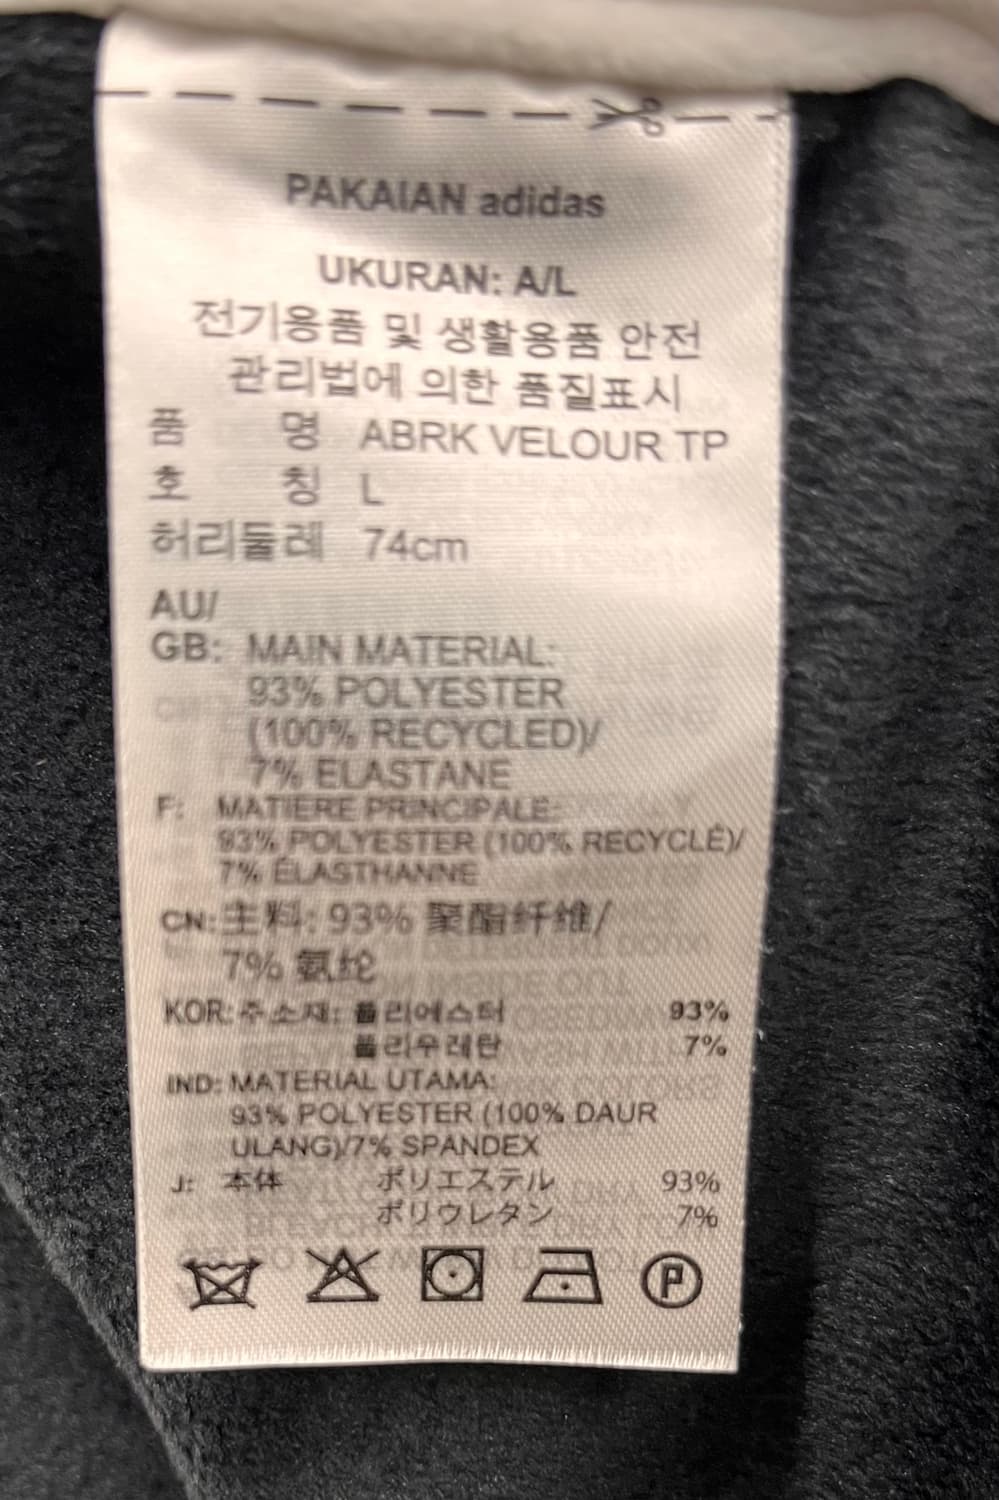 PAKAIAN adidas
UKURAN: A/L
전기용품 및 생활용품 안전
관리법에 의한 품질표시
품 명 ABRK VELOUR TP
호 칭 L
허리둘레 74cm
AU/
GB: MAIN MATERIAL:
93% POLYESTER
(100% RECYCLED)/
7% ELASTANE
F: MATIERE PRINCIPALE:
93% POLYESTER (100% RECYCLÉ)/
7% ÉLASTHANNE
CN: 主料: 93% 聚酯纤维/
7% 氨纶
KOR: 주소재: 폴리에스터 93%
폴리우레탄 7%
IND: MATERIAL UTAMA:
93% POLYESTER (100% DAUR
ULANG)/7% SPANDEX
J: 本体 ポリエステル 93%
ポリウレタン 7%
P